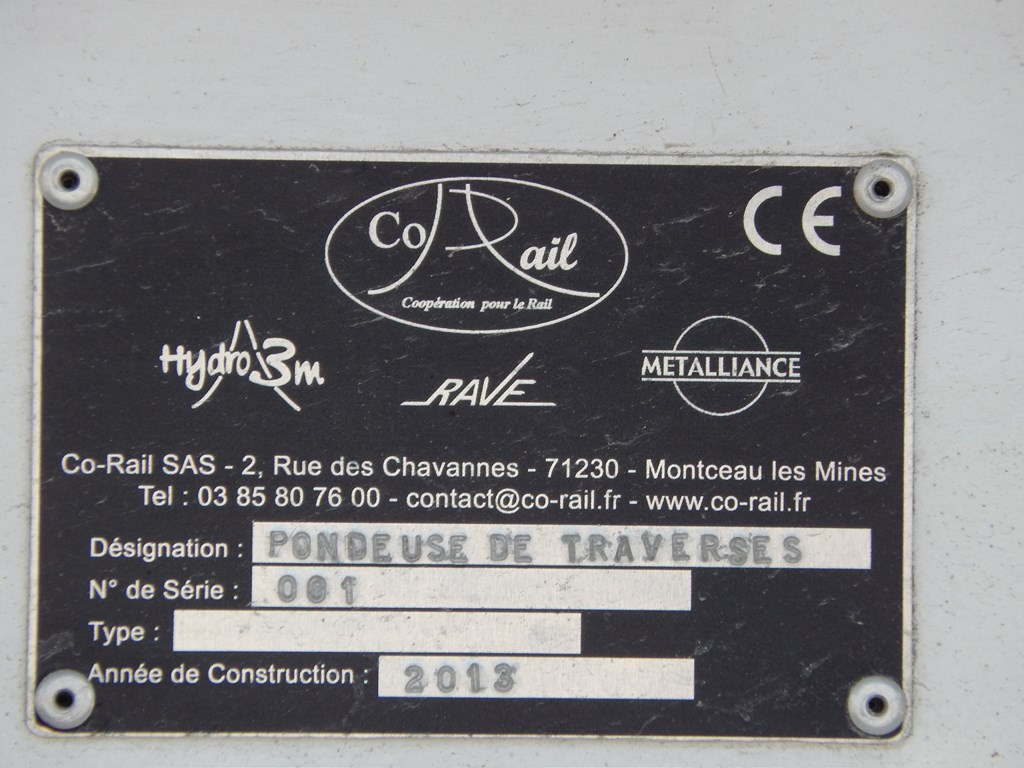 Co Rail
CE
Coopération pour le Rail
Hydro 3m
RAVE
METALLIANCE
Co-Rail SAS - 2, Rue des Chavannes - 71230 - Montceau les Mines
Tel : 03 85 80 76 00 - contact@co-rail.fr - www.co-rail.fr
Désignation : PONDEUSE DE TRAVERSES
N° de Série : 001
Type :
Année de Construction : 2013